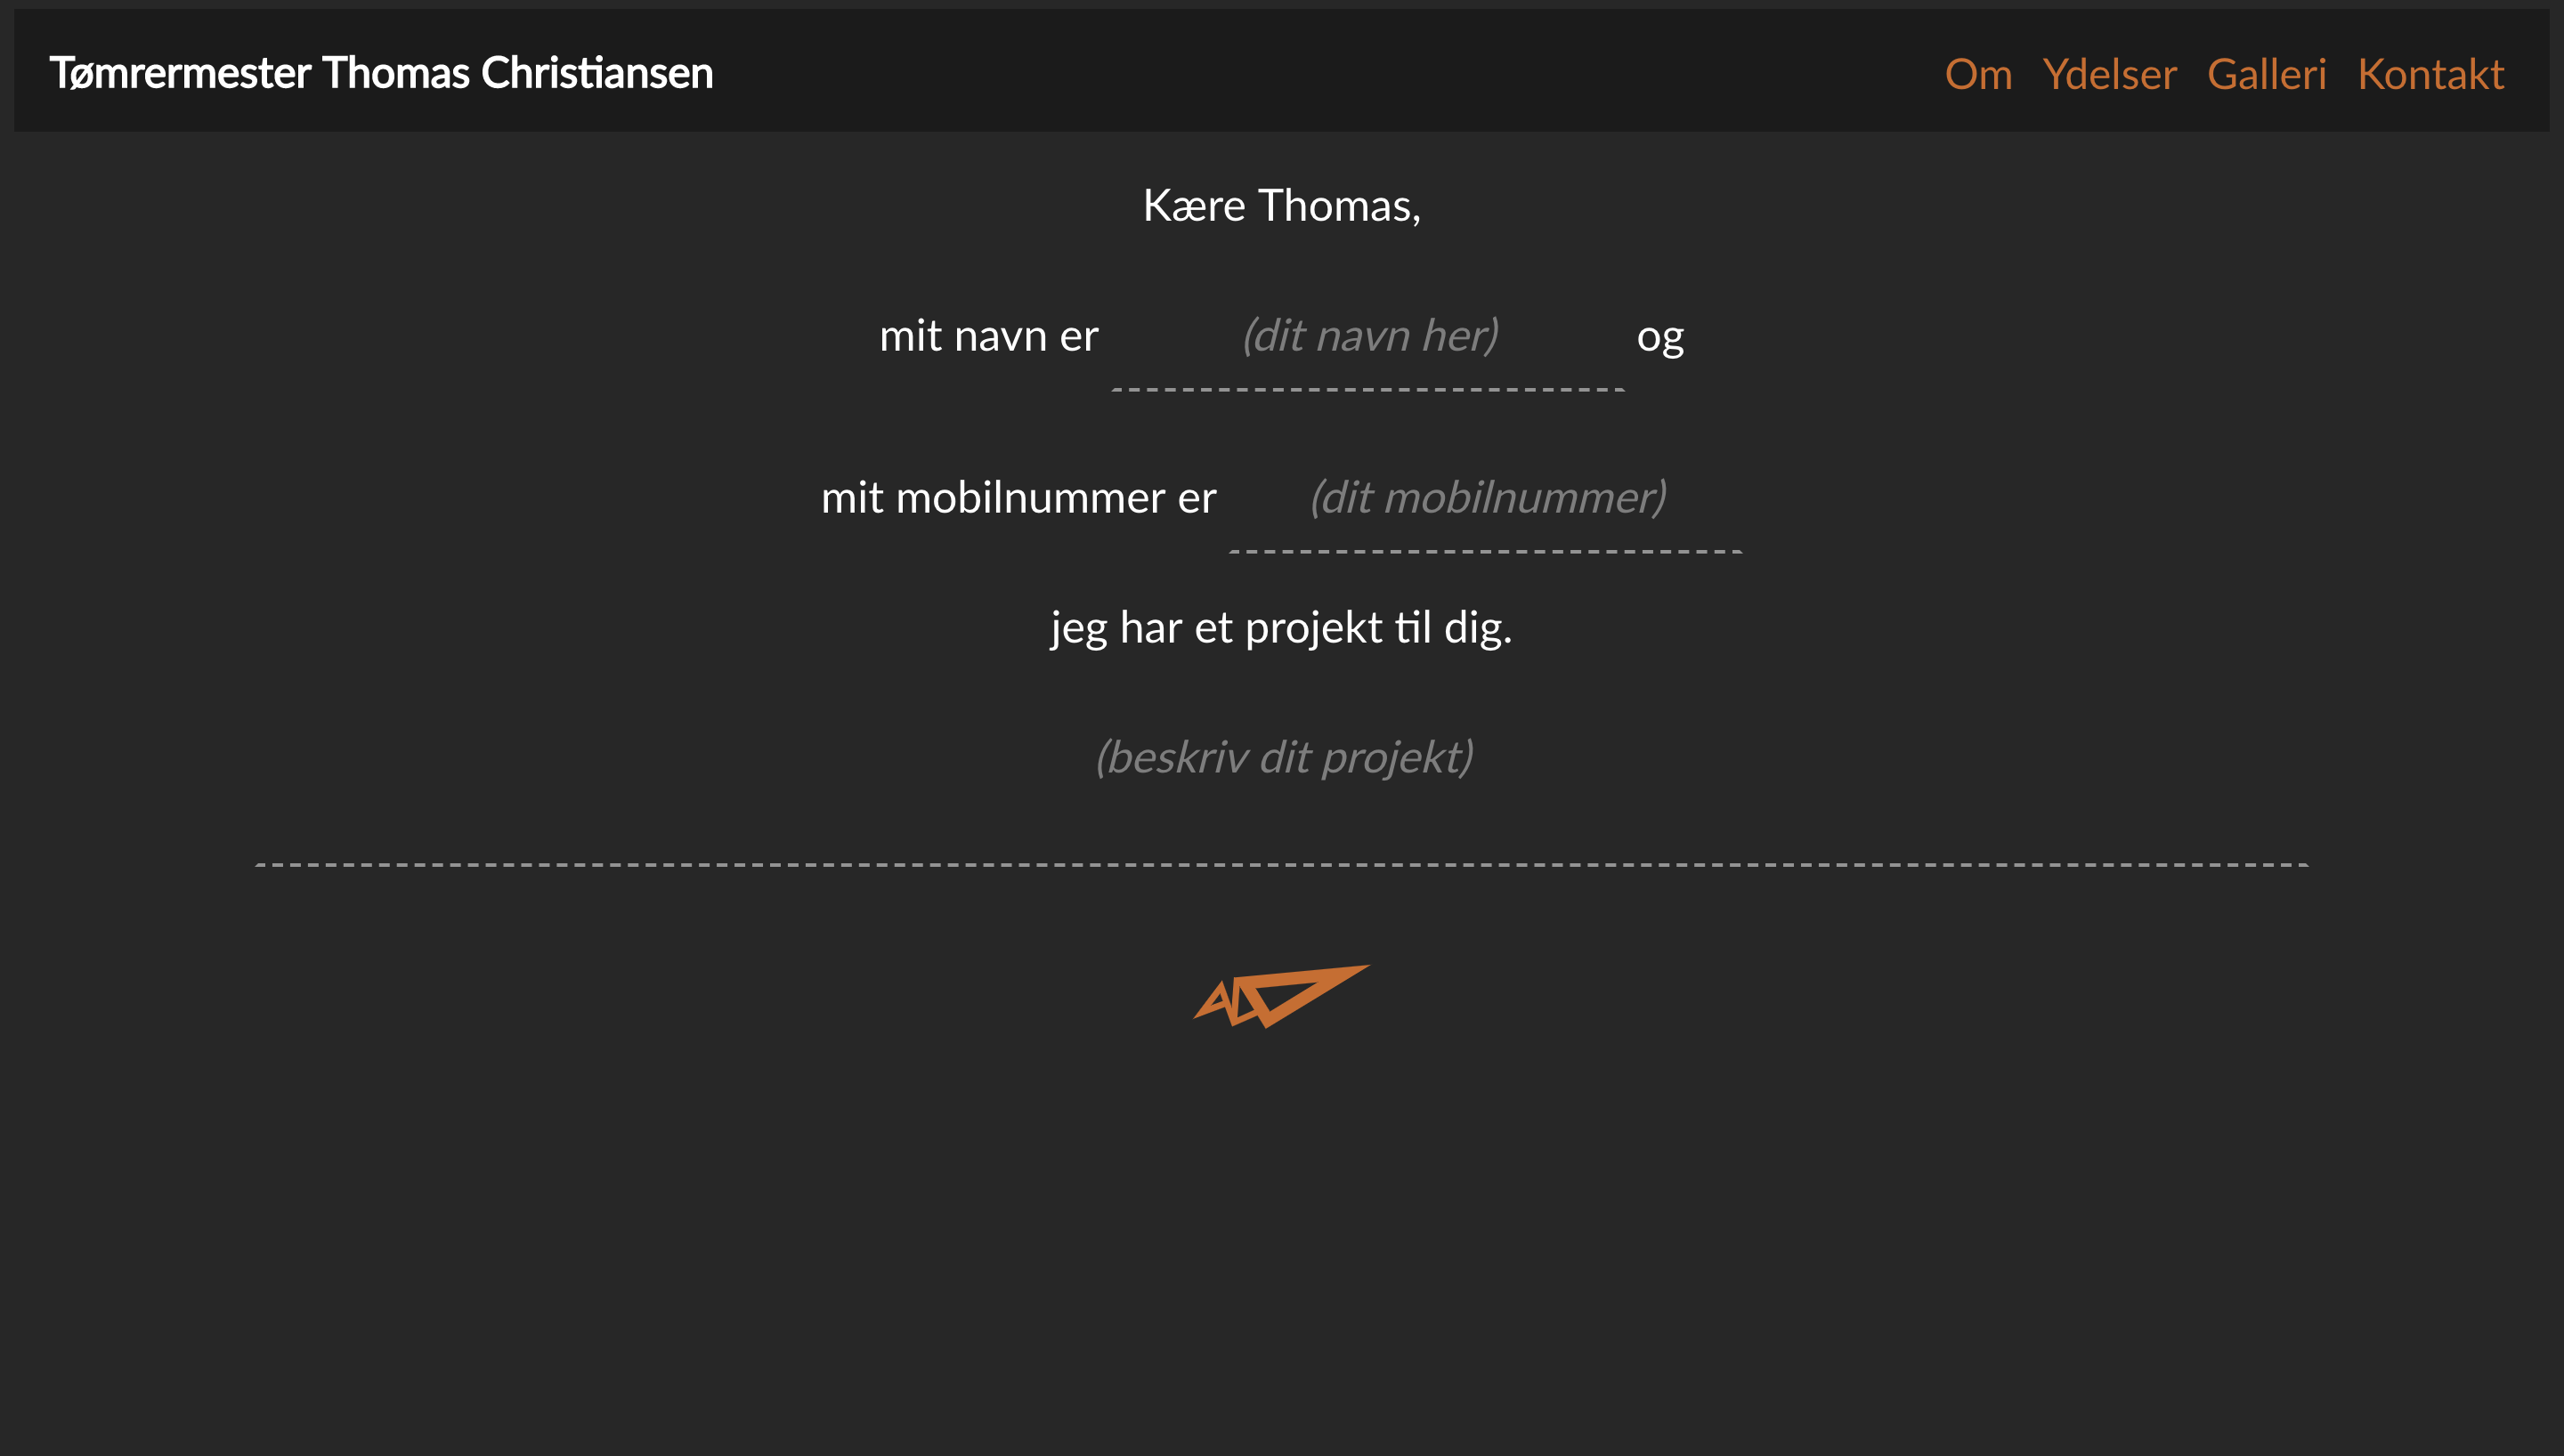 Tømrermester Thomas Christiansen
Om Ydelser Galleri Kontakt
Kære Thomas,
mit navn er (dit navn her) og
mit mobilnummer er (dit mobilnummer)
jeg har et projekt til dig.
(beskriv dit projekt)